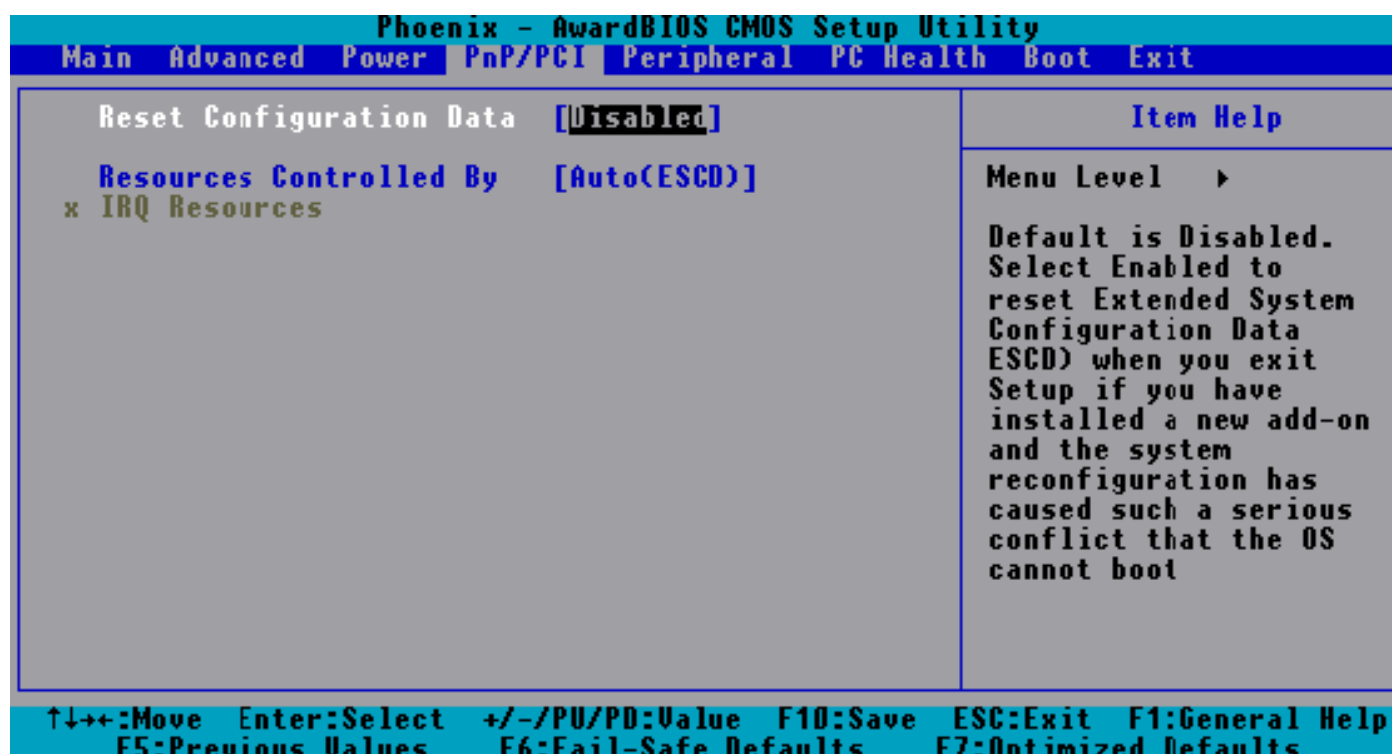 Phoenix - AwardBIOS CMOS Setup Utility
Main Advanced Power PnP/PCI Peripheral PC Health Boot Exit
Reset Configuration Data [Disabled]
Resources Controlled By [Auto(ESCD)]
x IRQ Resources
Item Help
Menu Level ▸
Default is Disabled.
Select Enabled to
reset Extended System
Configuration Data
ESCD) when you exit
Setup if you have
installed a new add-on
and the system
reconfiguration has
caused such a serious
conflict that the OS
cannot boot
↑↓→←:Move Enter:Select +/-/PU/PD:Value F10:Save ESC:Exit F1:General Help
F5:Previous Values F6:Fail-Safe Defaults F7:Optimized Defaults